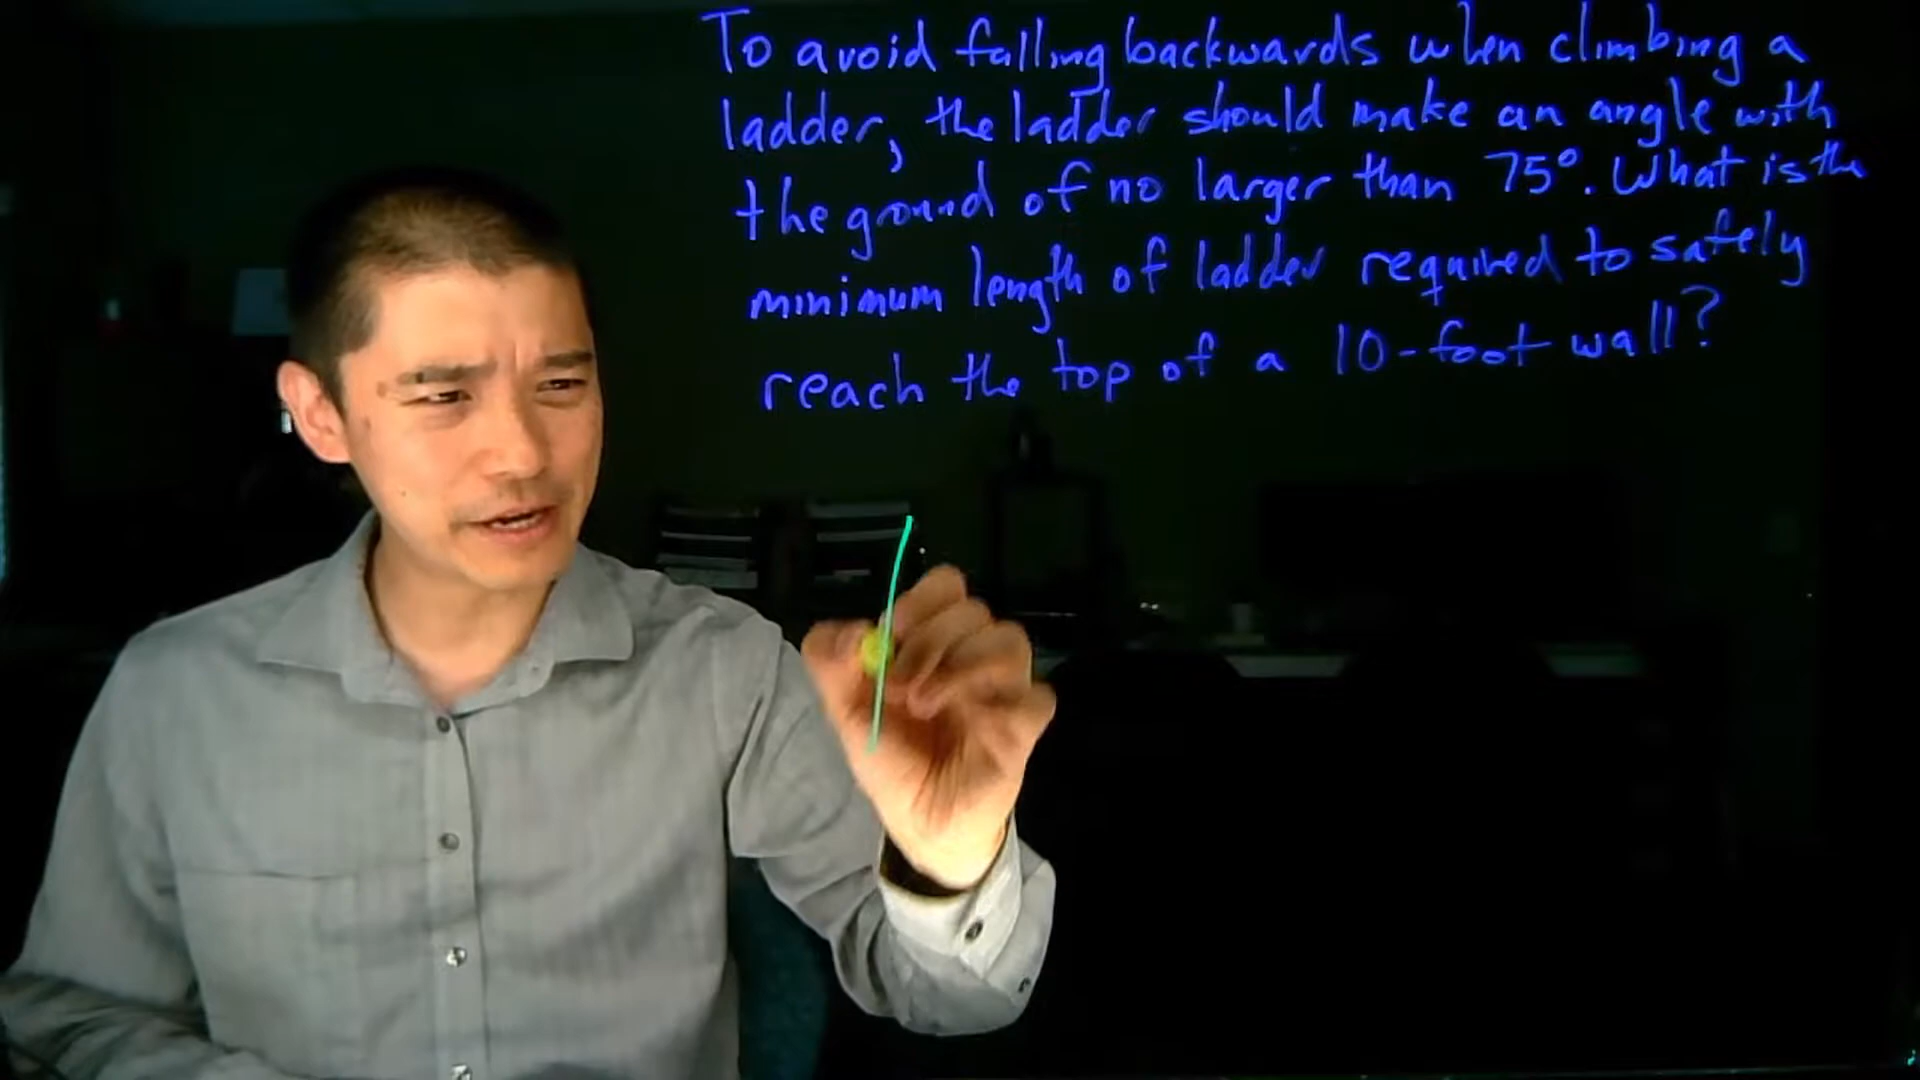 To avoid falling backwards when climbing a
ladder, the ladder should make an angle with
the ground of no larger than 75°. What is the
minimum length of ladder required to safely
reach the top of a 10-foot wall?